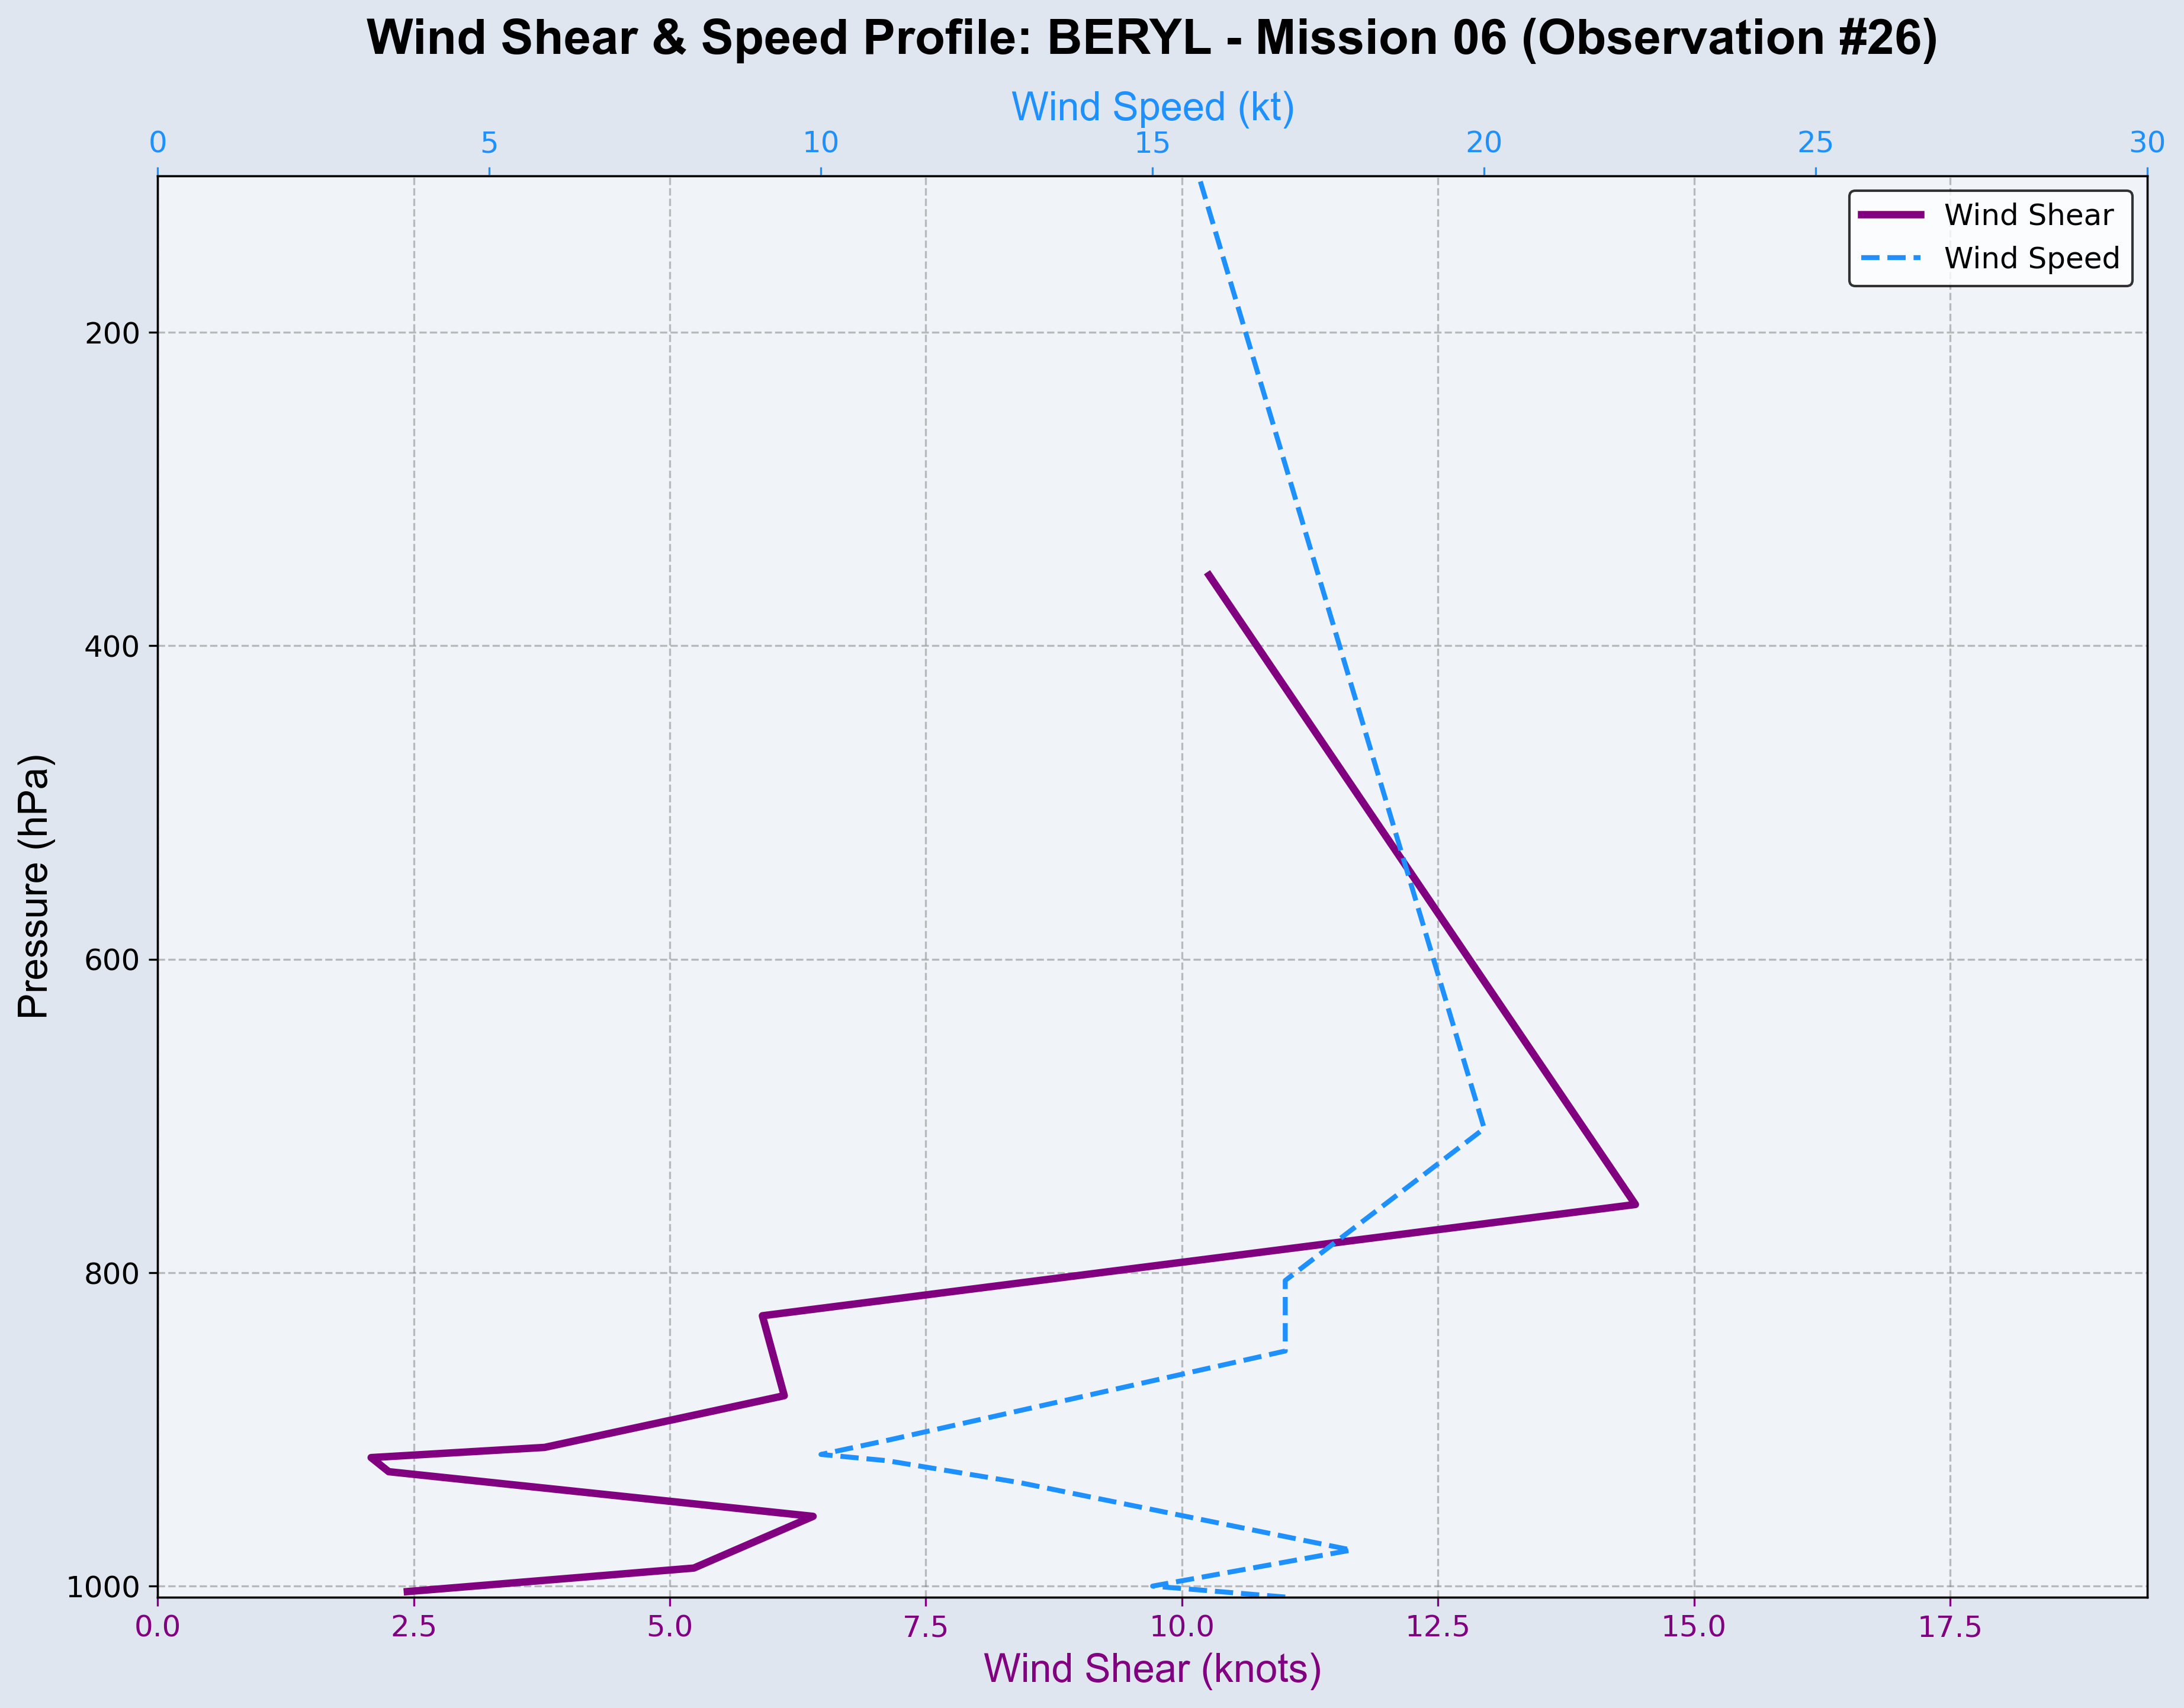 Wind Shear & Speed Profile: BERYL - Mission 06 (Observation #26)
Wind Speed (kt)
0 5 10 15 20 25 30
Wind Shear
Wind Speed
200
400
600
800
1000
Pressure (hPa)
0.0 2.5 5.0 7.5 10.0 12.5 15.0 17.5
Wind Shear (knots)